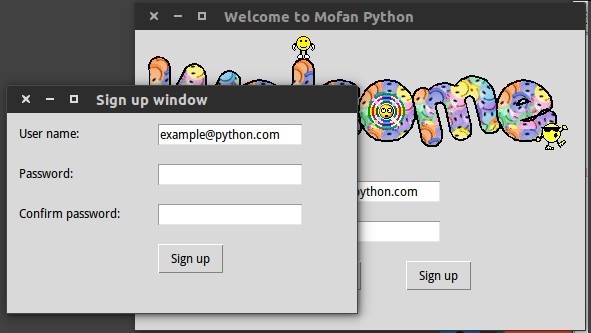 Welcome to Mofan Python
Sign up window
User name:
example@python.com
Password:
Confirm password:
Sign up
ython.com
Sign up